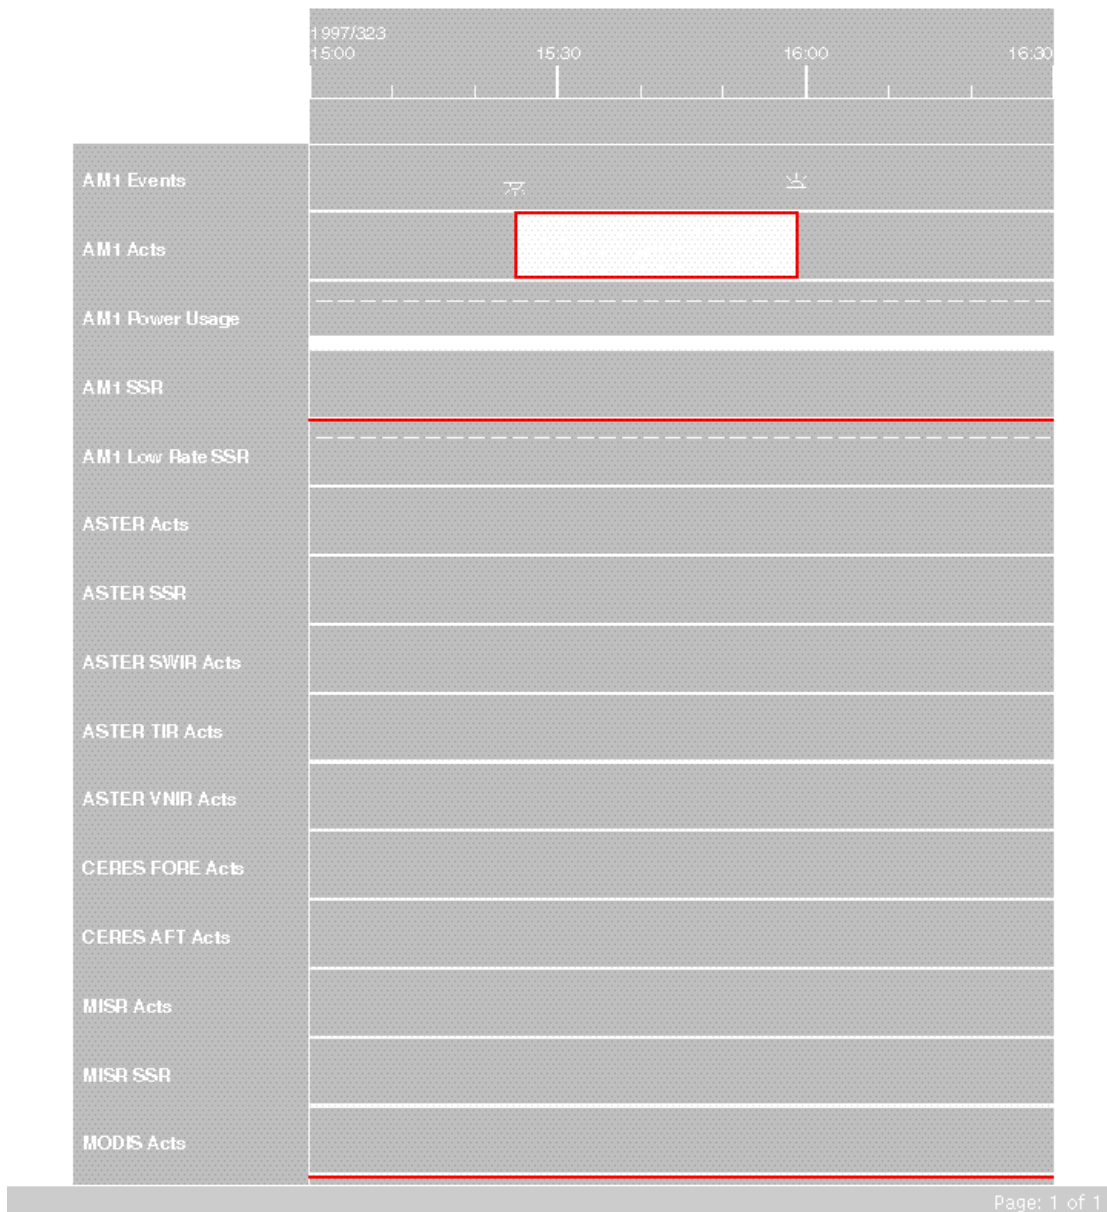 1997/323
15:00 15:30 16:00 16:30
AM1 Events
AM1 Acts
AM1 Power Usage
AM1 SSR
AM1 Low Rate SSR
ASTER Acts
ASTER SSR
ASTER SWIR Acts
ASTER TIR Acts
ASTER VNIR Acts
CERES FORE Acts
CERES AFT Acts
MISR Acts
MISR SSR
MODIS Acts
Page: 1 of 1